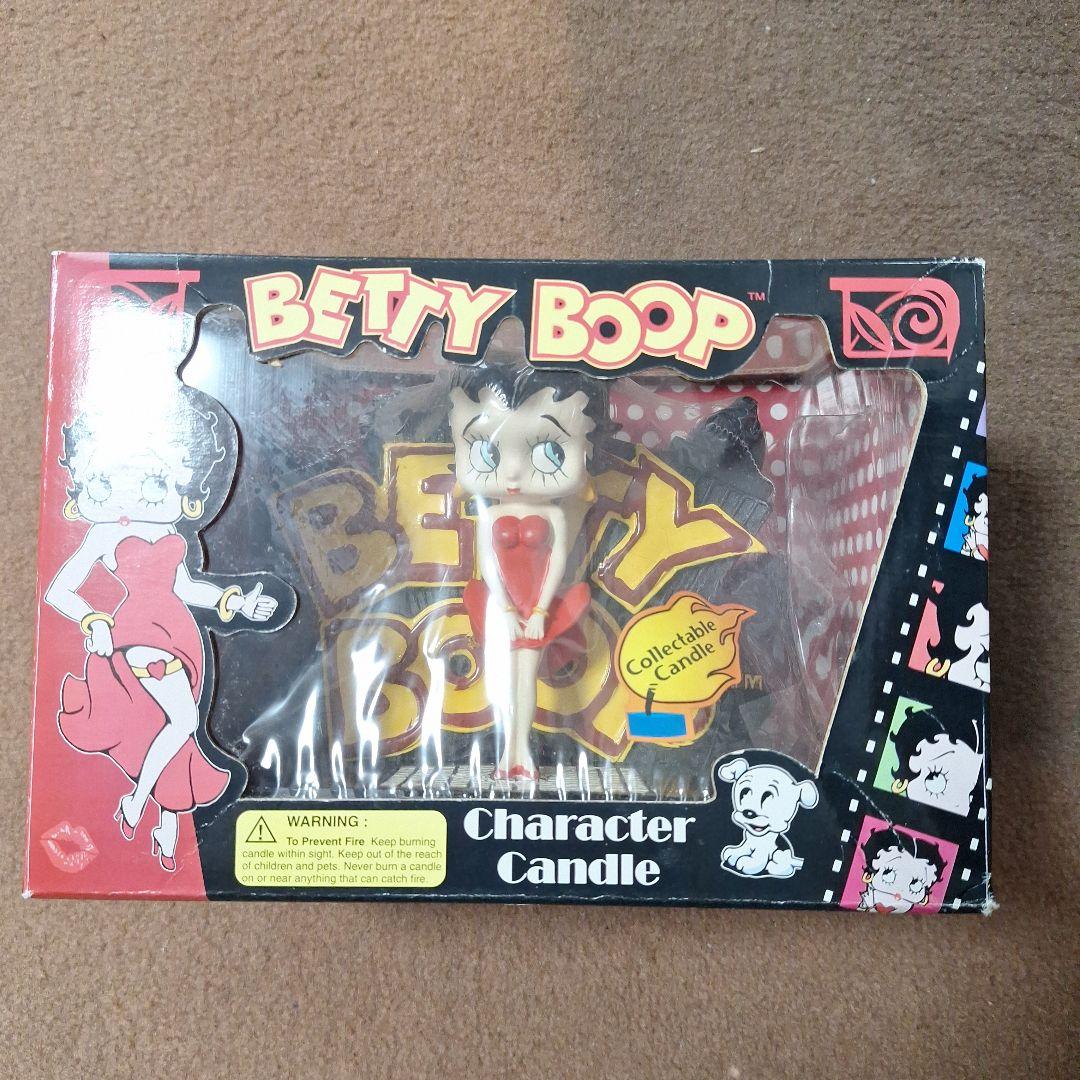 BETTY BOOP™
BETTY
BOOP
TM
Collectable
Candle
WARNING :
To Prevent Fire Keep burning
candle within sight. Keep out of the reach
of children and pets. Never burn a candle
on or near anything that can catch fire.
Character
Candle